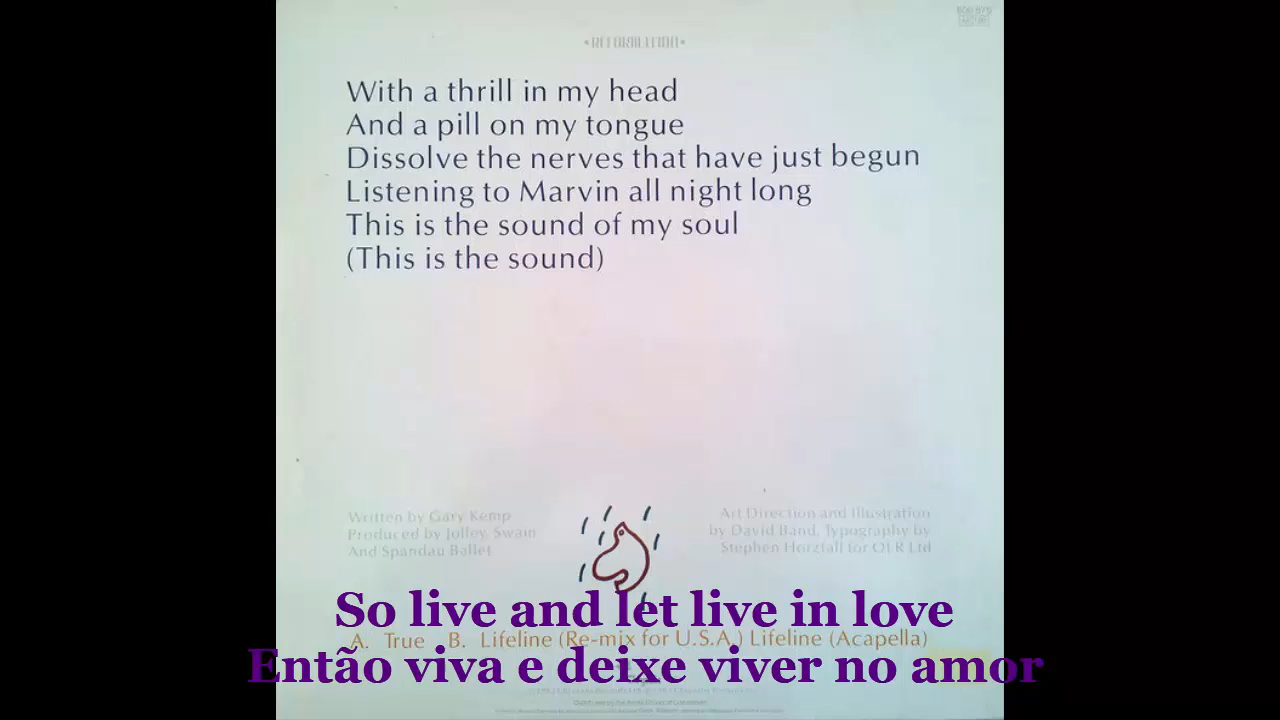 With a thrill in my head
And a pill on my tongue
Dissolve the nerves that have just begun
Listening to Marvin all night long
This is the sound of my soul
(This is the sound)
Written by Gary Kemp
Produced by Jolley, Swain
And Spandau Ballet
Art Direction and Illustration
by David Band, Typography by
Stephen Horsfall for
So live and let live in love
A. True B. Lifeline (Re-mix for U.S.A.) Lifeline (Acapella)
Então viva e deixe viver no amor